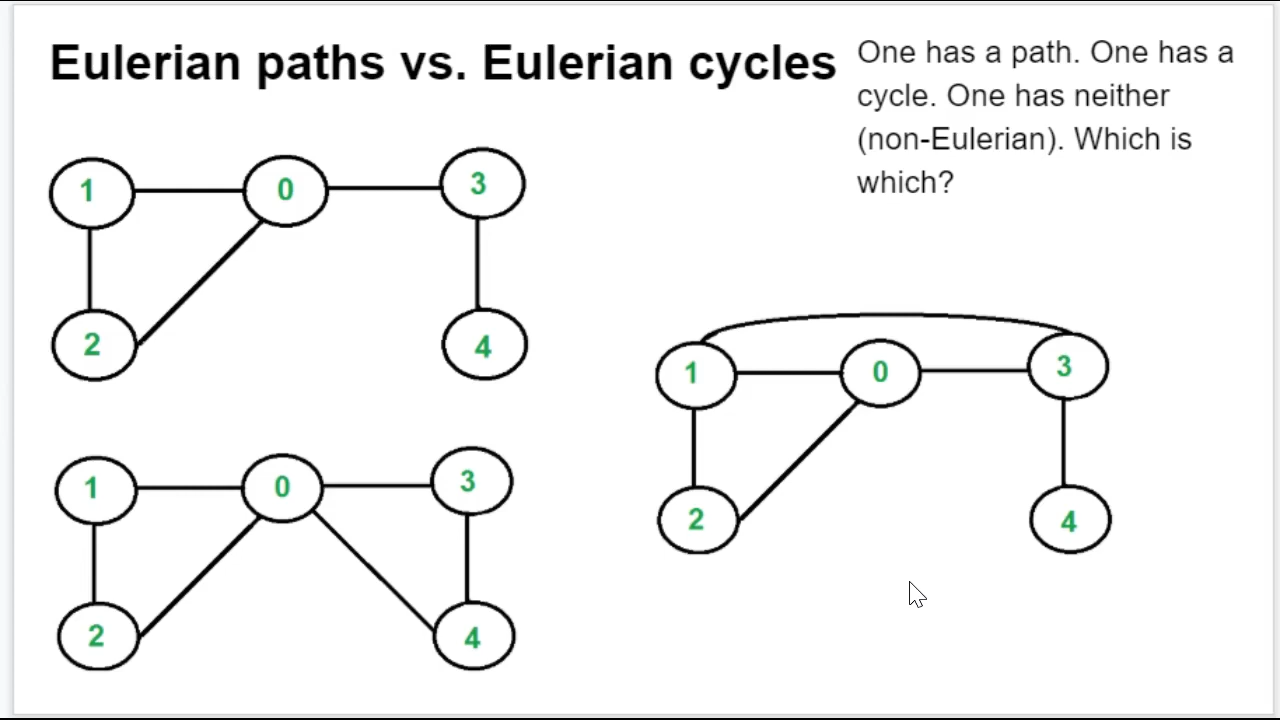 Eulerian paths vs. Eulerian cycles
One has a path. One has a
cycle. One has neither
(non-Eulerian). Which is
which?
1 0 3
2 4
1 0 3
2 4
1 0 3
2 4